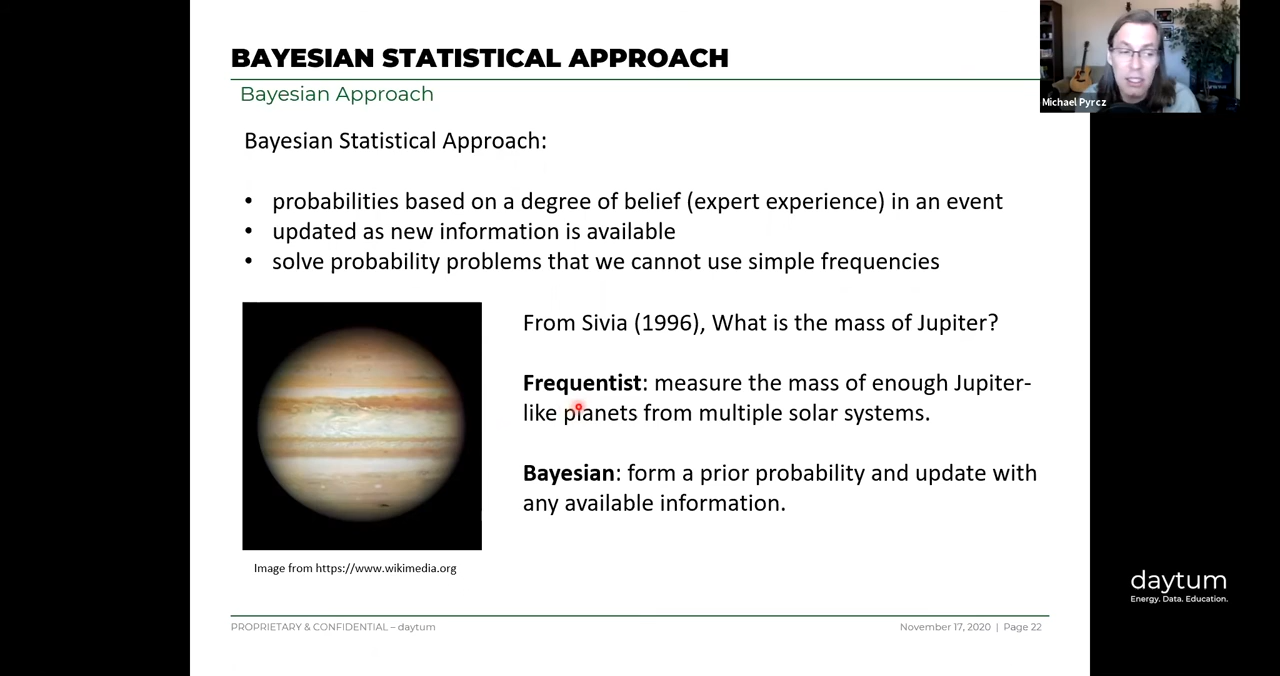 BAYESIAN STATISTICAL APPROACH
Bayesian Approach
Michael Pyrcz
Bayesian Statistical Approach:
• probabilities based on a degree of belief (expert experience) in an event
• updated as new information is available
• solve probability problems that we cannot use simple frequencies
From Sivia (1996), What is the mass of Jupiter?
Frequentist: measure the mass of enough Jupiter-
like planets from multiple solar systems.
Bayesian: form a prior probability and update with
any available information.
Image from https://www.wikimedia.org
daytum
Energy. Data. Education.
PROPRIETARY & CONFIDENTIAL – daytum
November 17, 2020 | Page 22